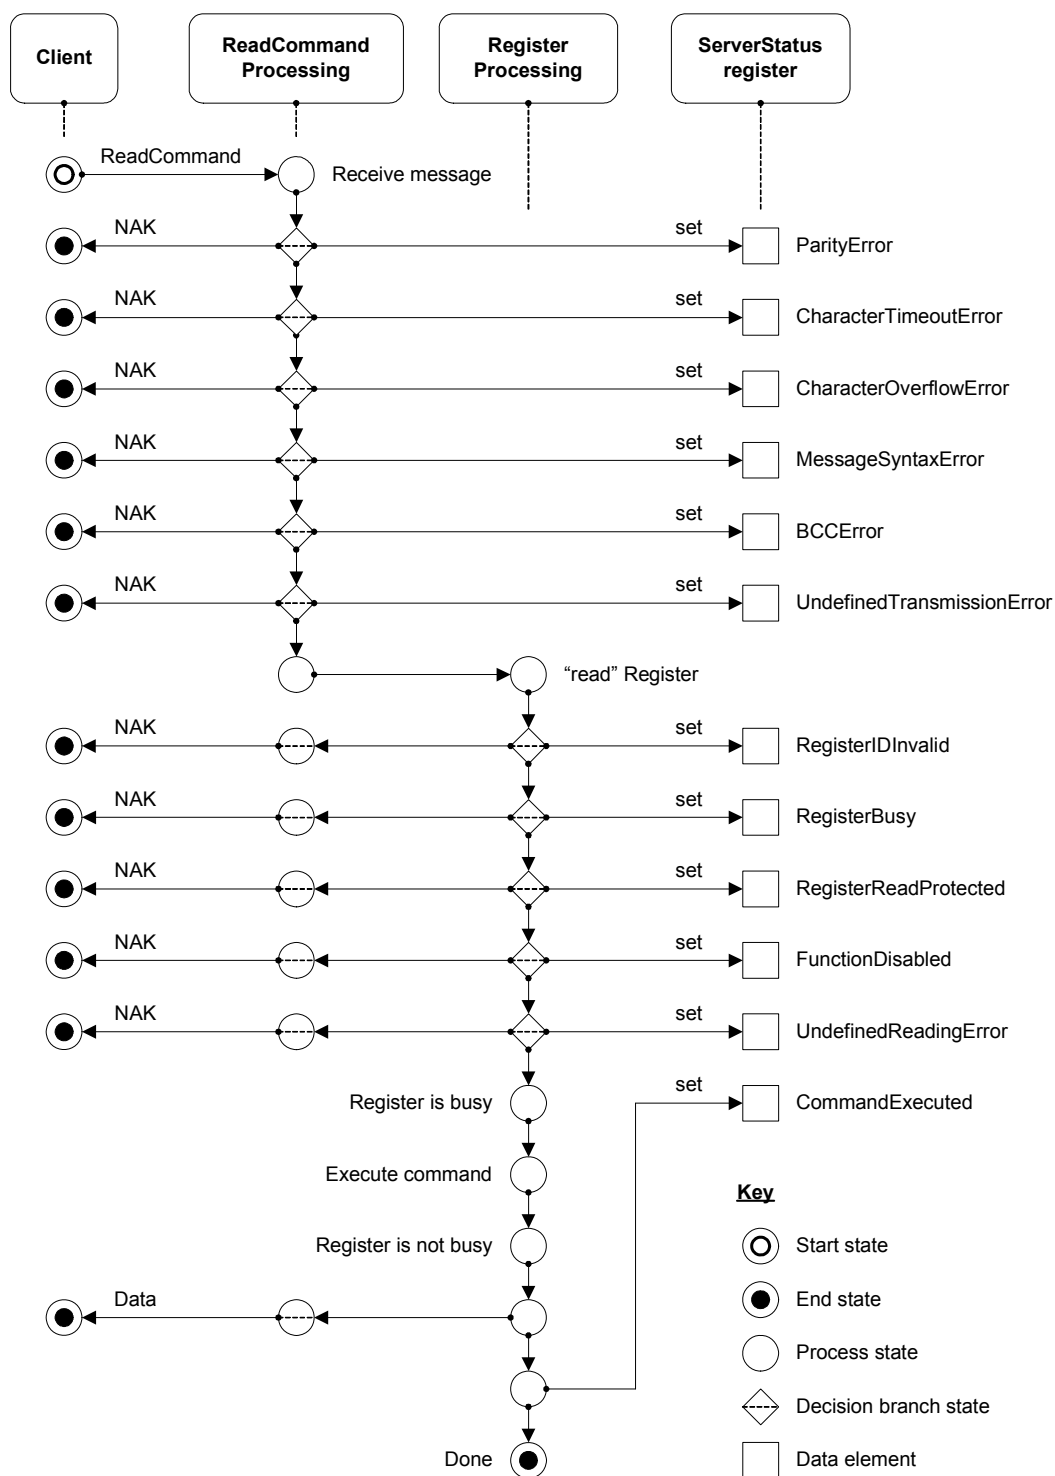 Client
ReadCommand
Processing
Register
Processing
ServerStatus
register
ReadCommand
Receive message
NAK
set
ParityError
NAK
set
CharacterTimeoutError
NAK
set
CharacterOverflowError
NAK
set
MessageSyntaxError
NAK
set
BCCError
NAK
set
UndefinedTransmissionError
“read” Register
NAK
set
RegisterIDInvalid
NAK
set
RegisterBusy
NAK
set
RegisterReadProtected
NAK
set
FunctionDisabled
NAK
set
UndefinedReadingError
Register is busy
set
CommandExecuted
Execute command
Register is not busy
Data
Done
Key
Start state
End state
Process state
Decision branch state
Data element